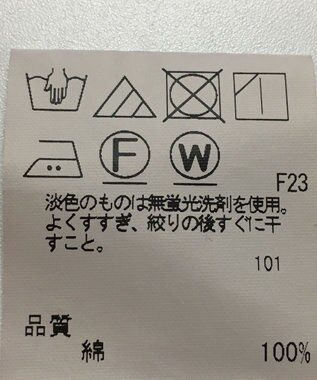 F W
F23
淡色のものは無蛍光洗剤を使用。
よくすすぎ、絞りの後すぐに干
すこと。
101
品質
綿 100%